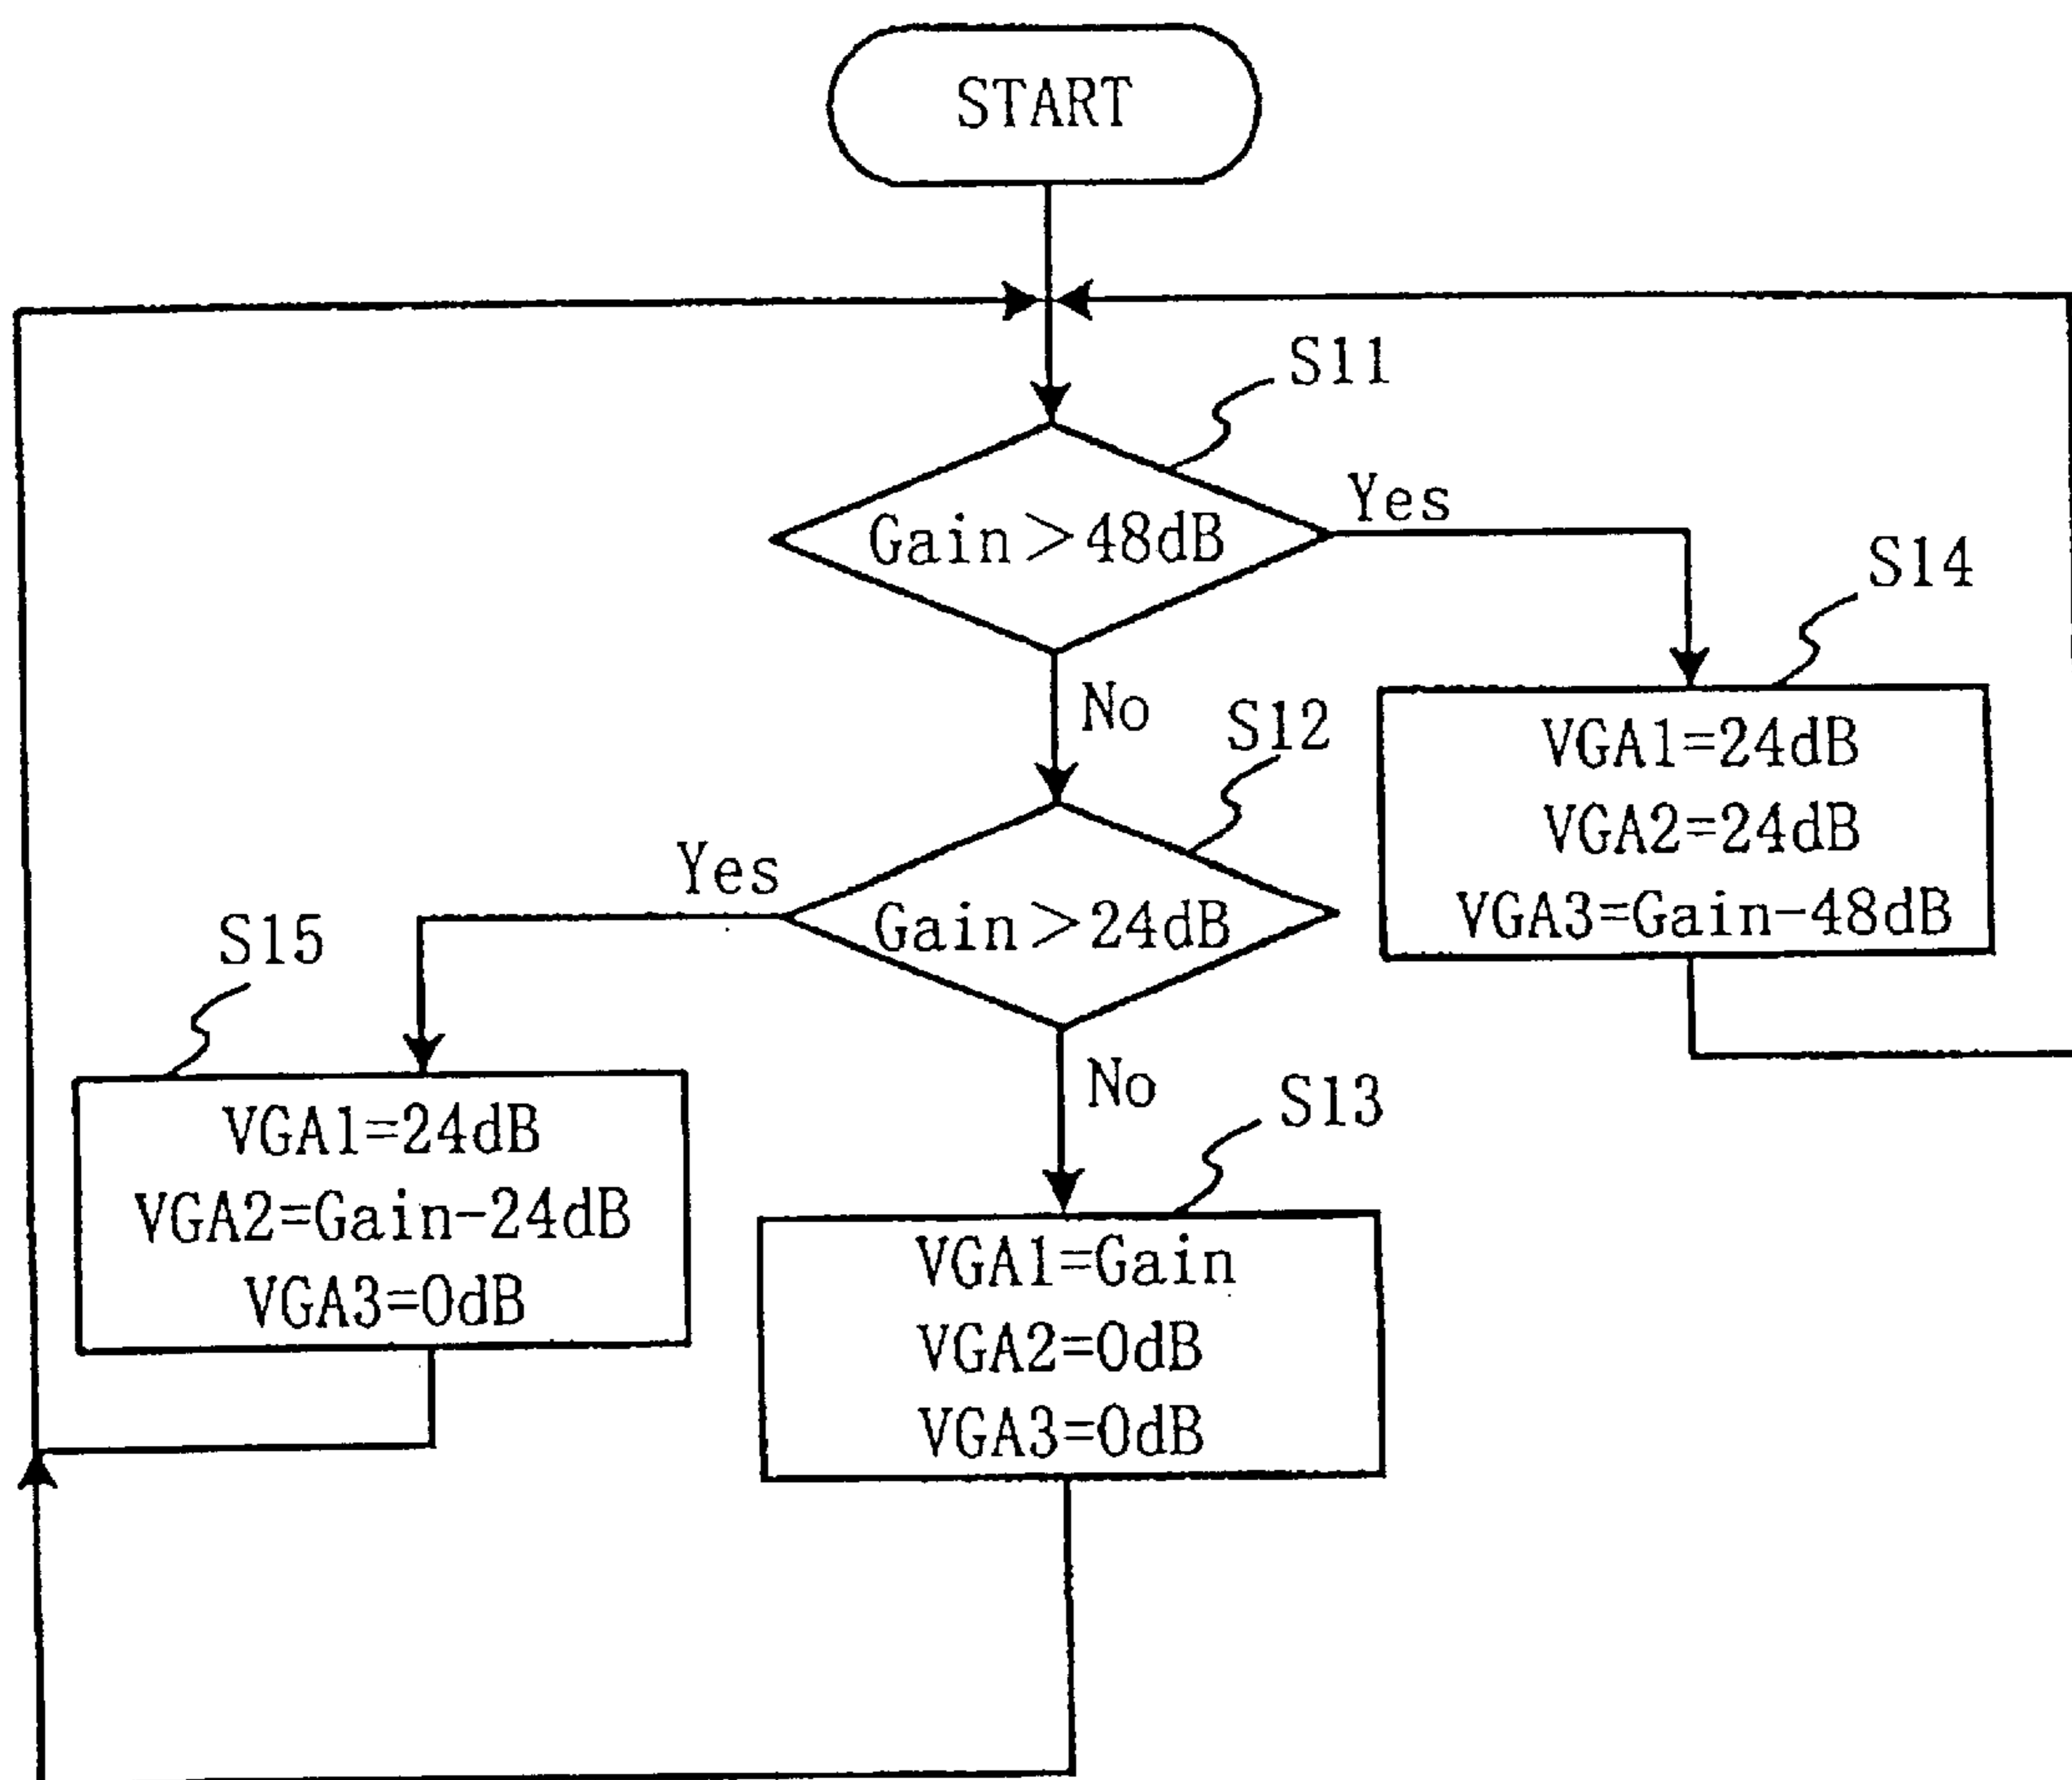 START
S11
Gain>48dB
Yes
S14
No
VGA1=24dB
VGA2=24dB
VGA3=Gain-48dB
S12
Yes
Gain>24dB
S15
No
S13
VGA1=24dB
VGA2=Gain-24dB
VGA3=0dB
VGA1=Gain
VGA2=0dB
VGA3=0dB